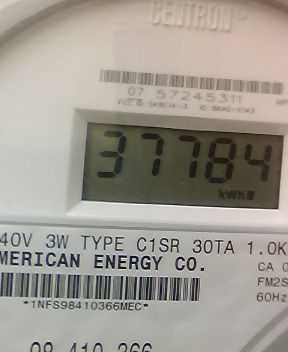 CENTRON®
07 57245311
37784
kWh
40V 3W TYPE C1SR 30TA 1.0K
MERICAN ENERGY CO.
CA 0
FM2S
60Hz
*1NFS98410366MEC*
98 410 366